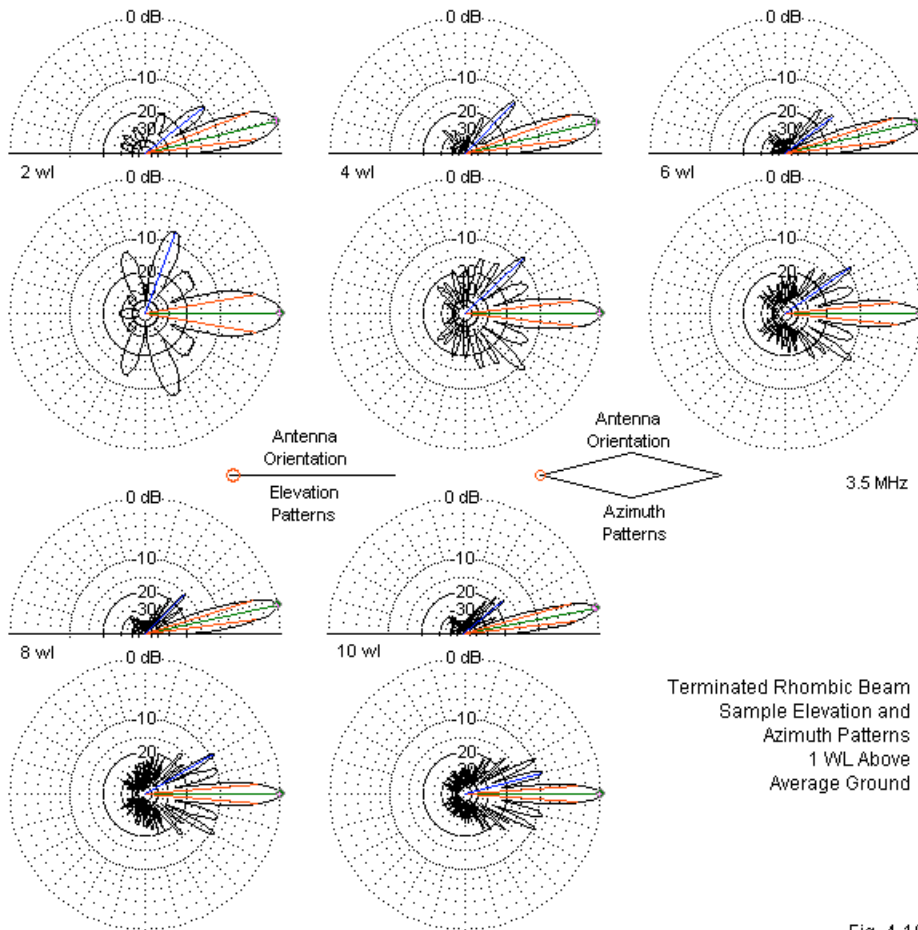 0 dB
0 dB
0 dB
-10
-10
-10
20
20
20
30
30
30
2 wl
4 wl
6 wl
0 dB
0 dB
0 dB
-10
-10
-10
20
20
20
Antenna
Orientation
Elevation
Patterns
Antenna
Orientation
Azimuth
Patterns
3.5 MHz
0 dB
0 dB
-10
-10
20
20
30
30
8 wl
10 wl
0 dB
0 dB
-10
-10
20
20
Terminated Rhombic Beam
Sample Elevation and
Azimuth Patterns
1 WL Above
Average Ground